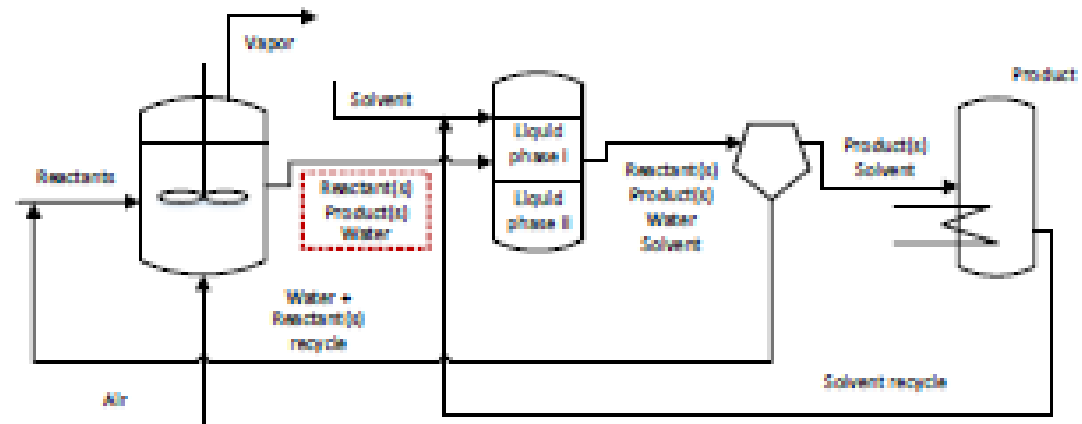 Vapor
Product
Solvent
Liquid
phase I
Liquid
phase II
Reactants
Reactant(s)
Product(s)
Water
Reactant(s)
Product(s)
Water
Solvent
Product(s)
Solvent
Water +
Reactant(s)
recycle
Air
Solvent recycle